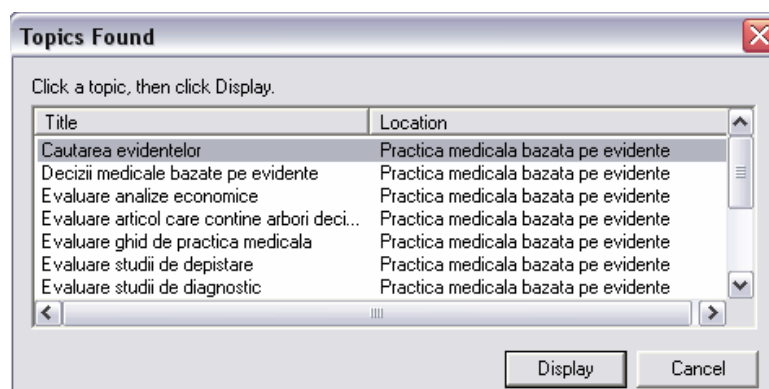 Topics Found
Click a topic, then click Display.
Title Location
Cautarea evidentelor Practica medicala bazata pe evidente
Decizii medicale bazate pe evidente Practica medicala bazata pe evidente
Evaluare analize economice Practica medicala bazata pe evidente
Evaluare articol care contine arbori deci... Practica medicala bazata pe evidente
Evaluare ghid de practica medicala Practica medicala bazata pe evidente
Evaluare studii de depistare Practica medicala bazata pe evidente
Evaluare studii de diagnostic Practica medicala bazata pe evidente
Display Cancel